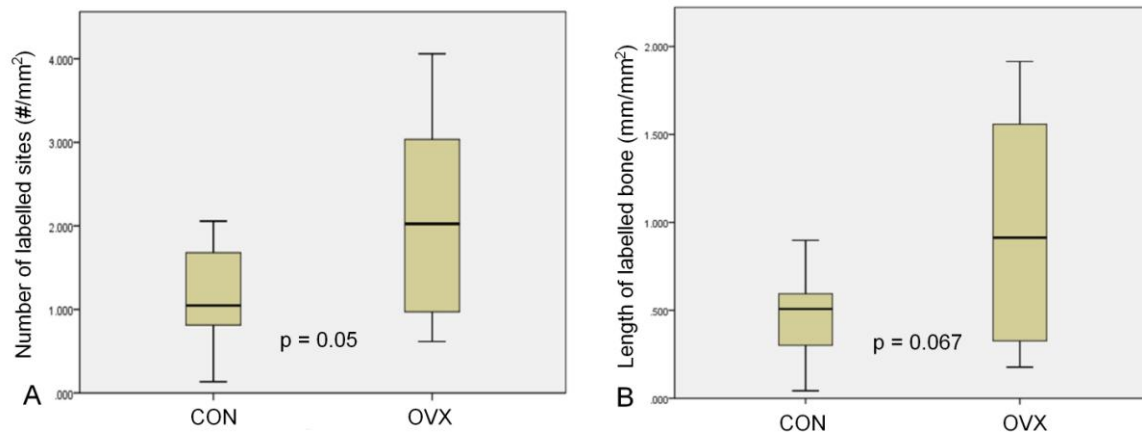 Number of labelled sites (#/mm²)
4.000
3.000
2.000
1.000
.000
p = 0.05
A
CON OVX
Length of labelled bone (mm/mm²)
2.000
1.500
1.000
.500
.000
p = 0.067
B
CON OVX